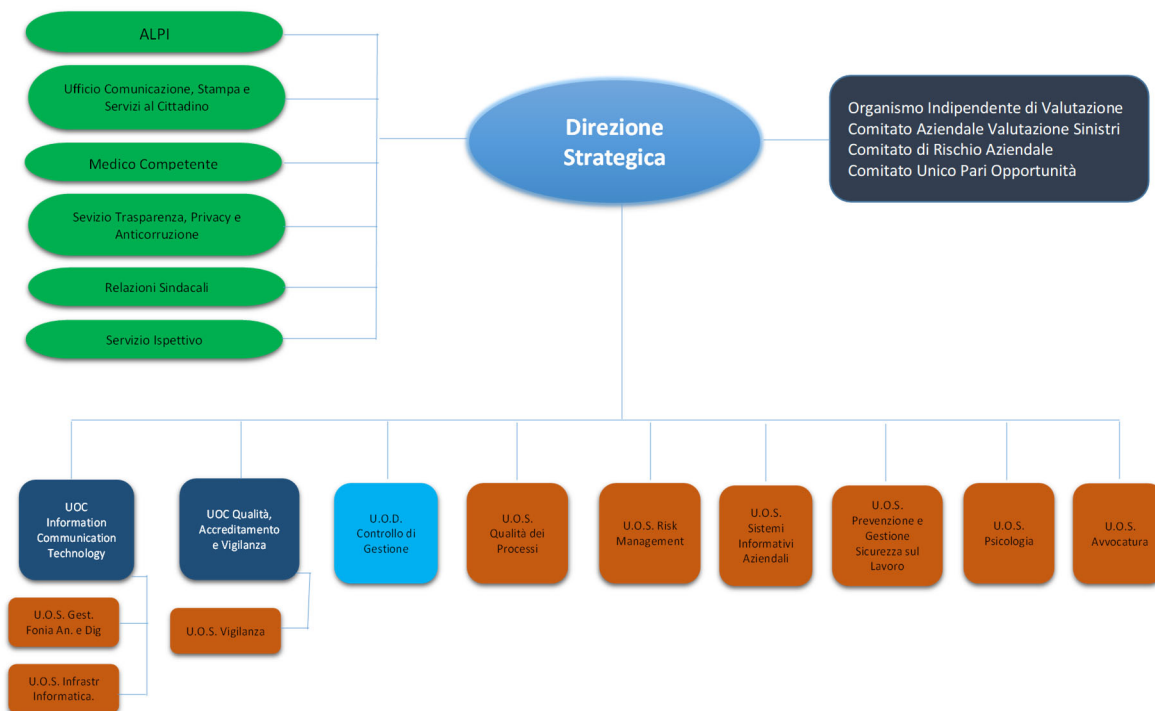 ALPI
Ufficio Comunicazione, Stampa e
Servizi al Cittadino
Medico Competente
Sevizio Trasparenza, Privacy e
Anticorruzione
Relazioni Sindacali
Servizio Ispettivo
Direzione
Strategica
Organismo Indipendente di Valutazione
Comitato Aziendale Valutazione Sinistri
Comitato di Rischio Aziendale
Comitato Unico Pari Opportunità
UOC
Information
Communication
Technology
U.O.S. Gest.
Fonia An. e Dig
U.O.S. Infrastr
Informatica.
UOC Qualità,
Accreditamento
e Vigilanza
U.O.S. Vigilanza
U.O.D.
Controllo di
Gestione
U.O.S.
Qualità dei
Processi
U.O.S. Risk
Management
U.O.S.
Sistemi
Informativi
Aziendali
U.O.S.
Prevenzione e
Gestione
Sicurezza sul
Lavoro
U.O.S.
Psicologia
U.O.S.
Avvocatura